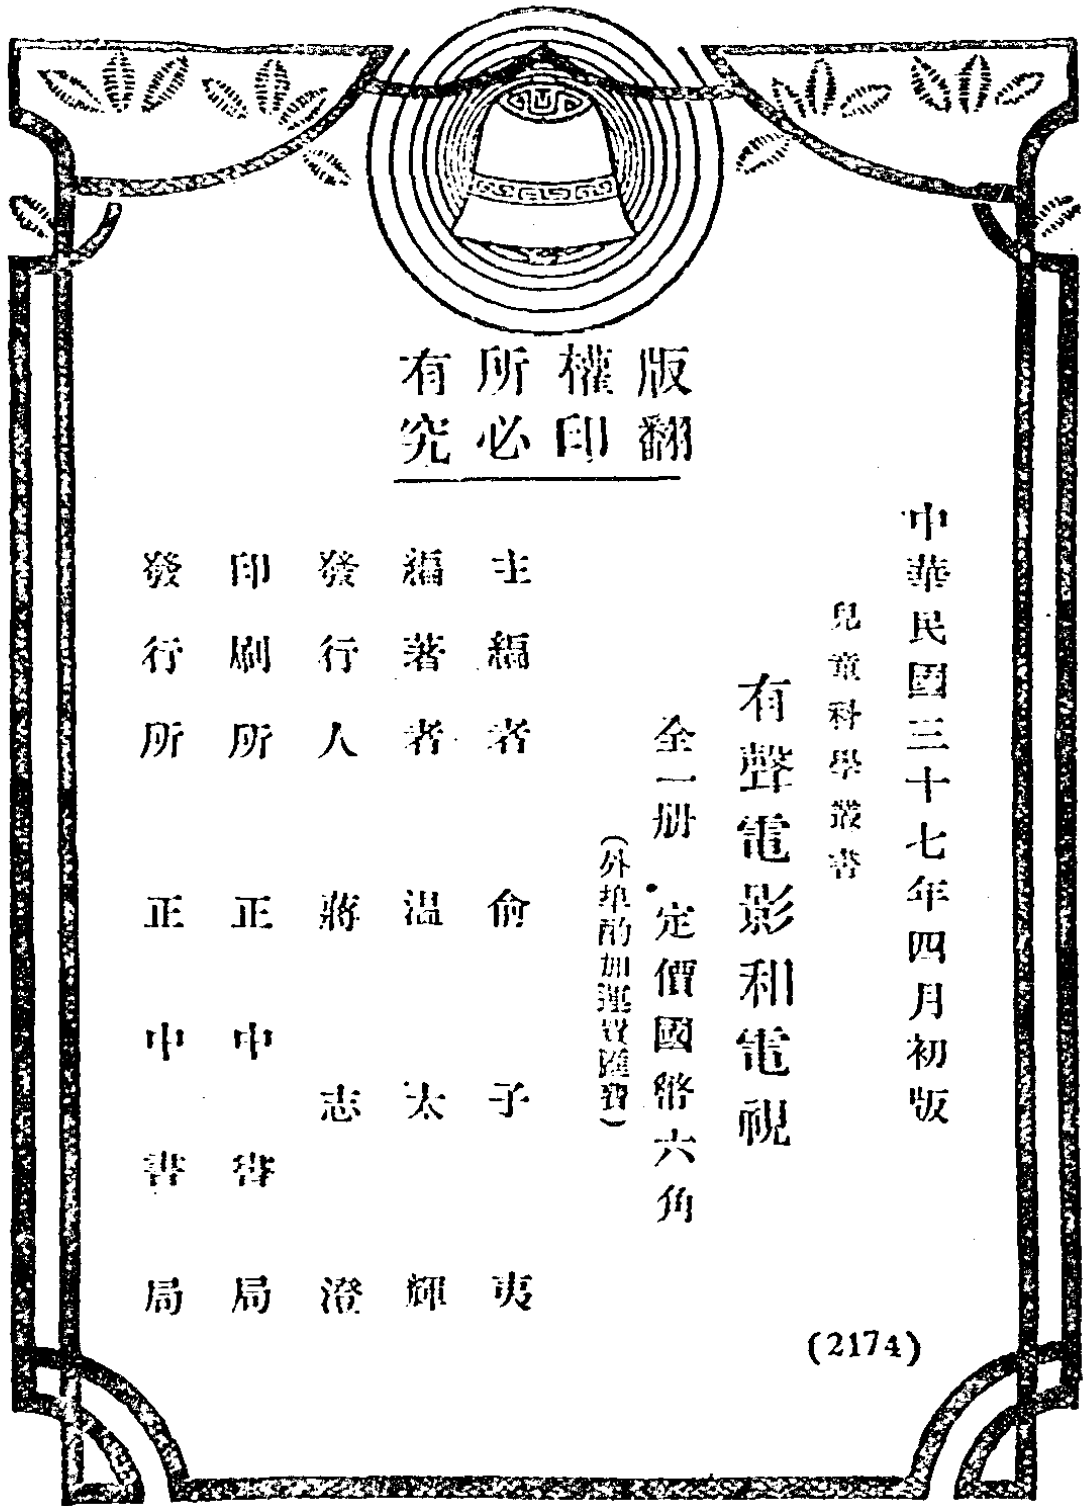 版權所有
翻印必究
中華民國三十七年四月初版
兒童科學叢書
有聲電影和電視
全一册 定價國幣六角
(外埠酌加運費匯費)
主編者 俞子夷
編著者 温太輝
發行人 蔣志澄
印刷所 正中書局
發行所 正中書局
(2174)